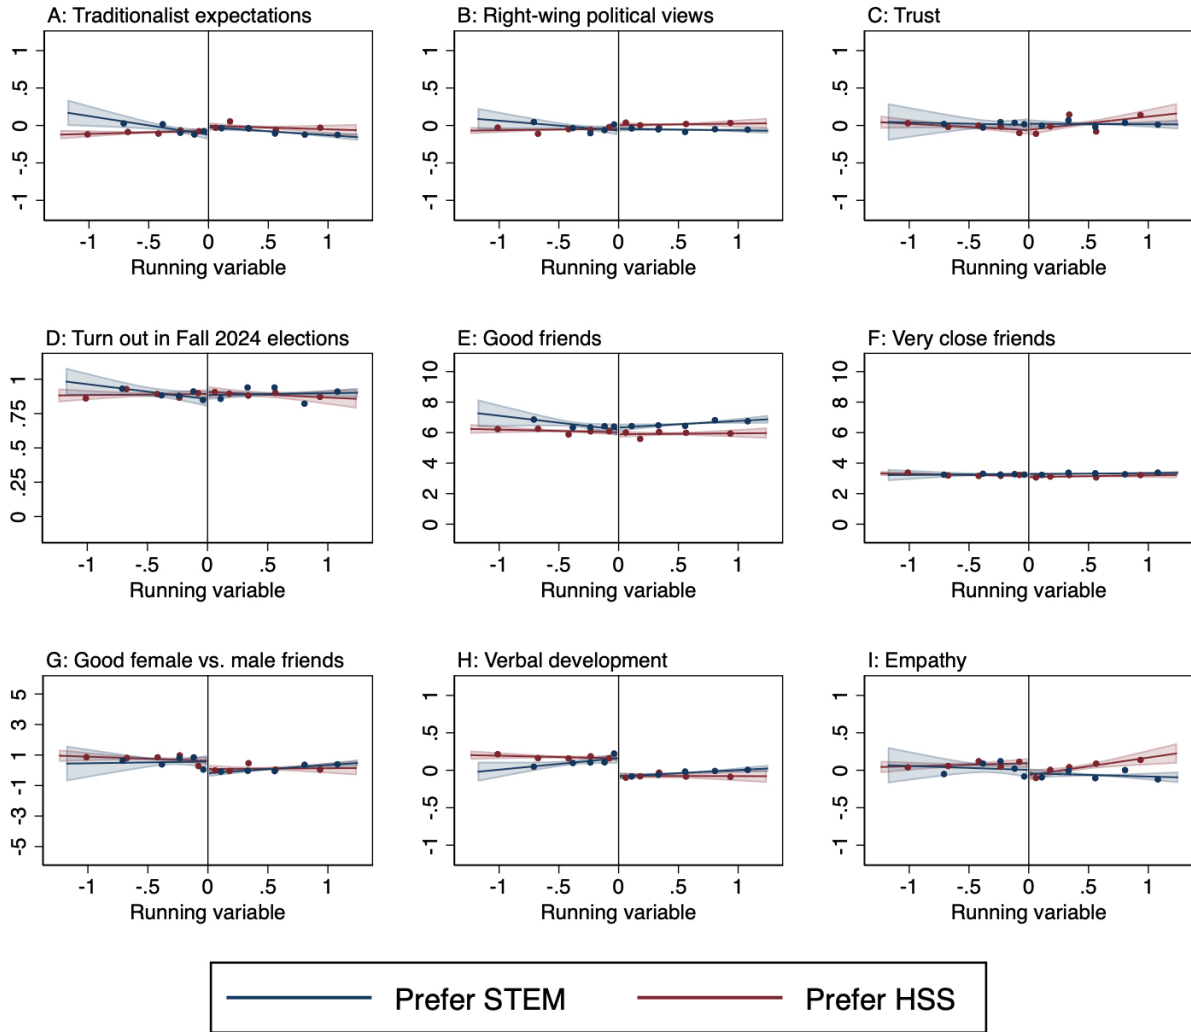 A: Traditionalist expectations
1
.5
0
-.5
-1
-1 -.5 0 .5 1
Running variable
B: Right-wing political views
1
.5
0
-.5
-1
-1 -.5 0 .5 1
Running variable
C: Trust
1
.5
0
-.5
-1
-1 -.5 0 .5 1
Running variable
D: Turn out in Fall 2024 elections
1
.75
.5
.25
0
-1 -.5 0 .5 1
Running variable
E: Good friends
10
8
6
4
2
0
-1 -.5 0 .5 1
Running variable
F: Very close friends
10
8
6
4
2
0
-1 -.5 0 .5 1
Running variable
G: Good female vs. male friends
5
3
1
-1
-3
-5
-1 -.5 0 .5 1
Running variable
H: Verbal development
1
.5
0
-.5
-1
-1 -.5 0 .5 1
Running variable
I: Empathy
1
.5
0
-.5
-1
-1 -.5 0 .5 1
Running variable
Prefer STEM Prefer HSS